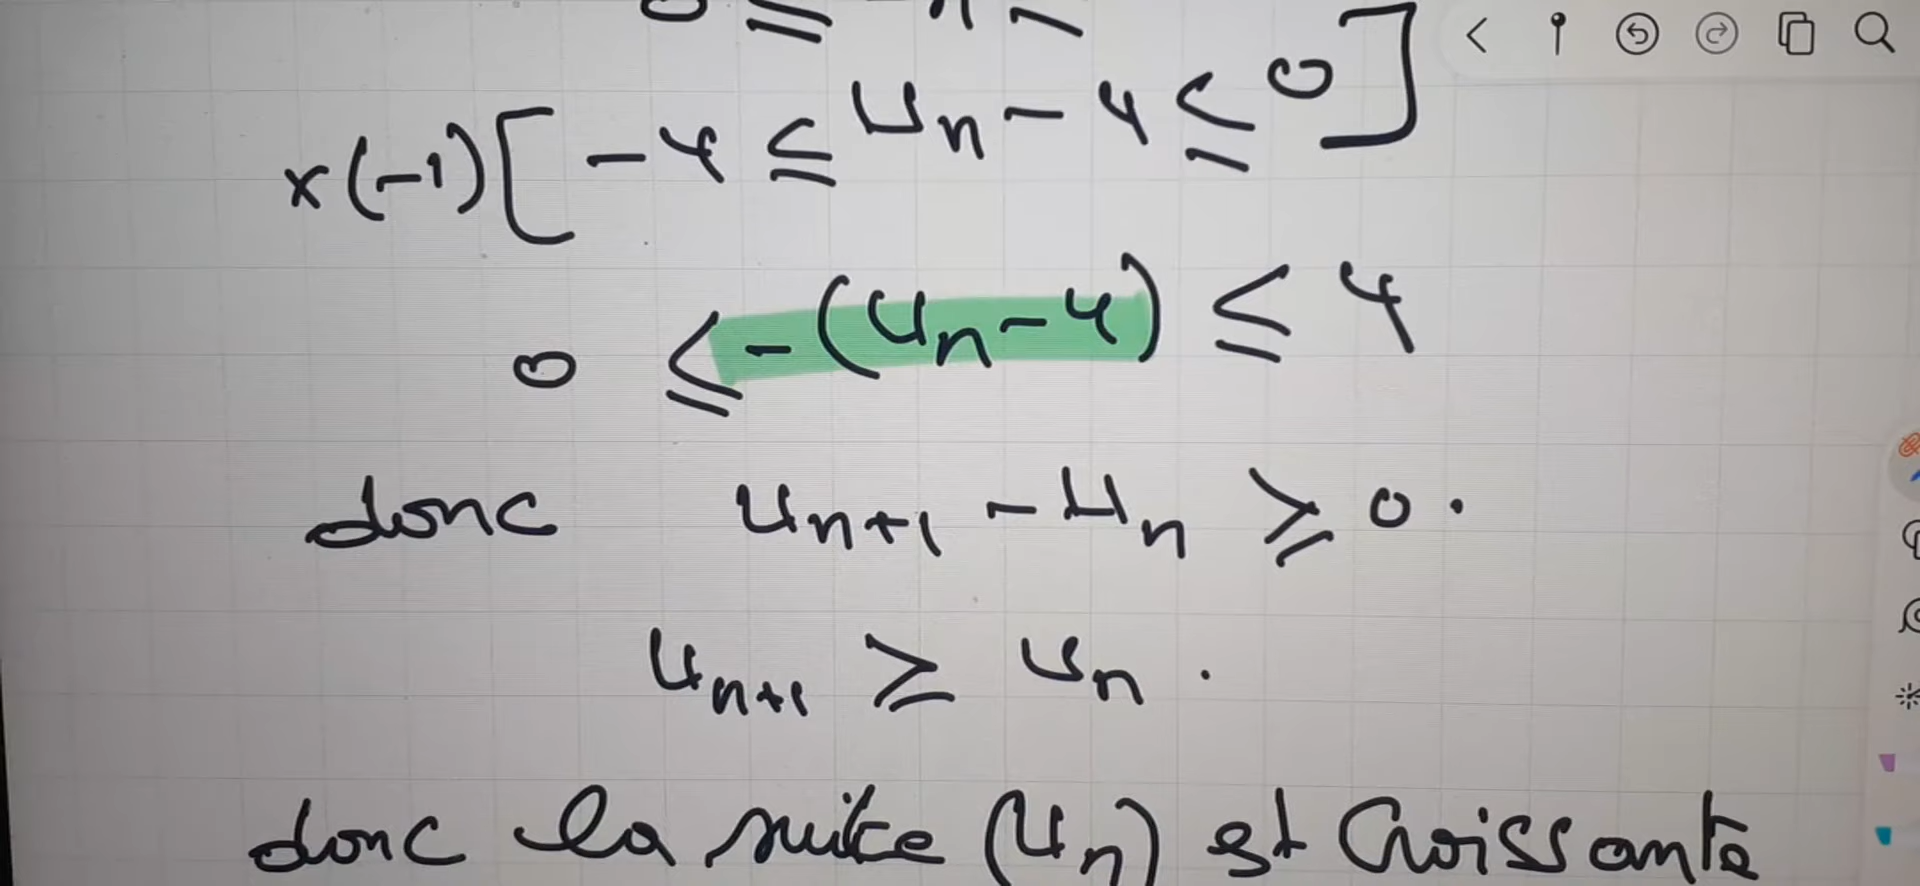 x(-1)[ -4 ≤ Un - 4 ≤ 0 ]
0 ≤ -(Un - 4) ≤ 4
donc Un+1 - Un ≥ 0.
Un+1 ≥ Un.
donc la suite (Un) est Croissante